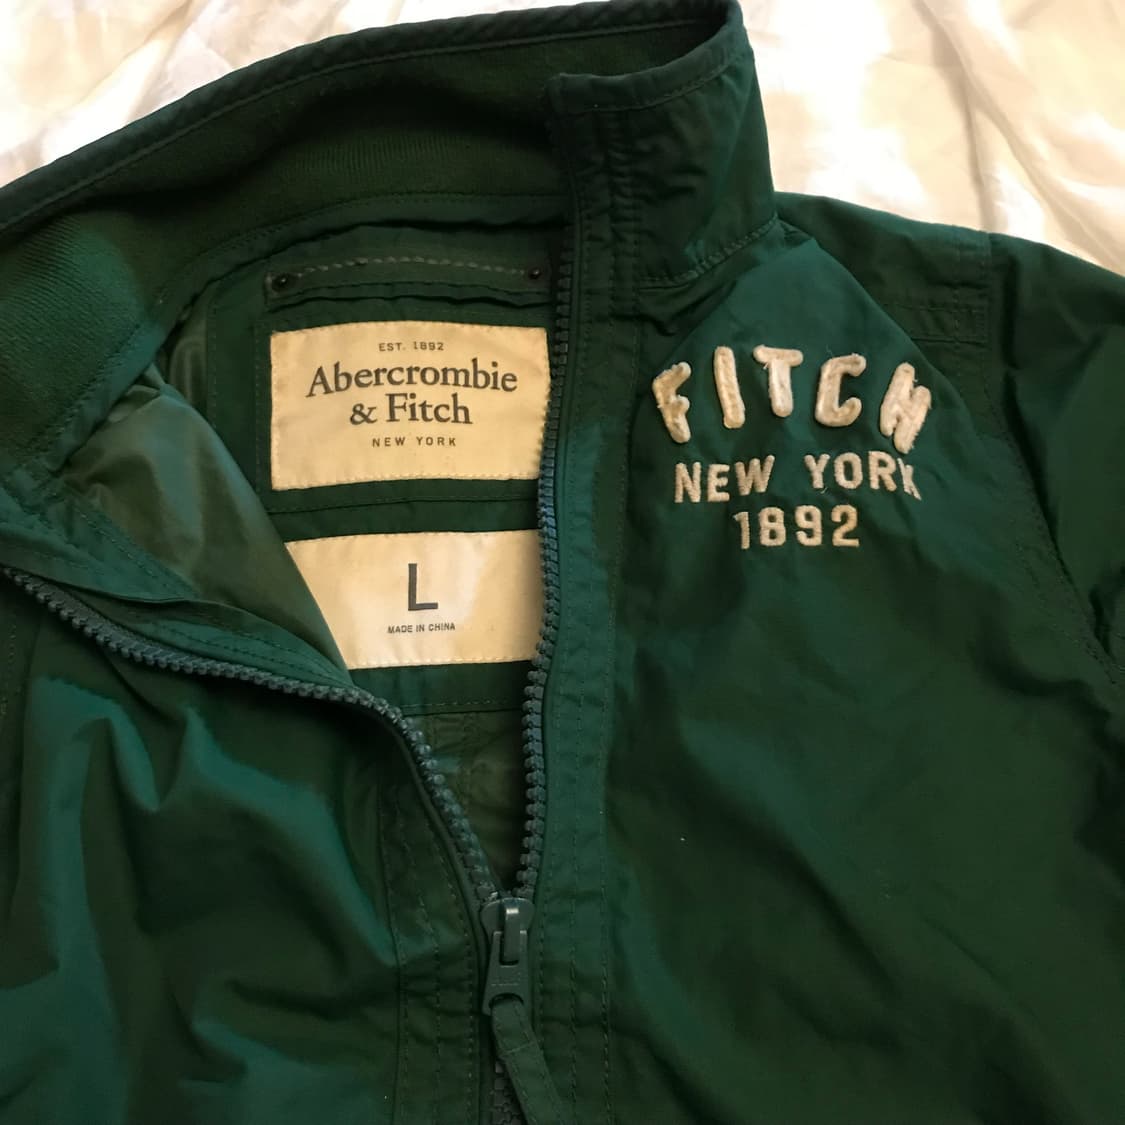 EST. 1892
Abercrombie
& Fitch
NEW YORK
L
MADE IN CHINA
FITCH
NEW YORK
1892